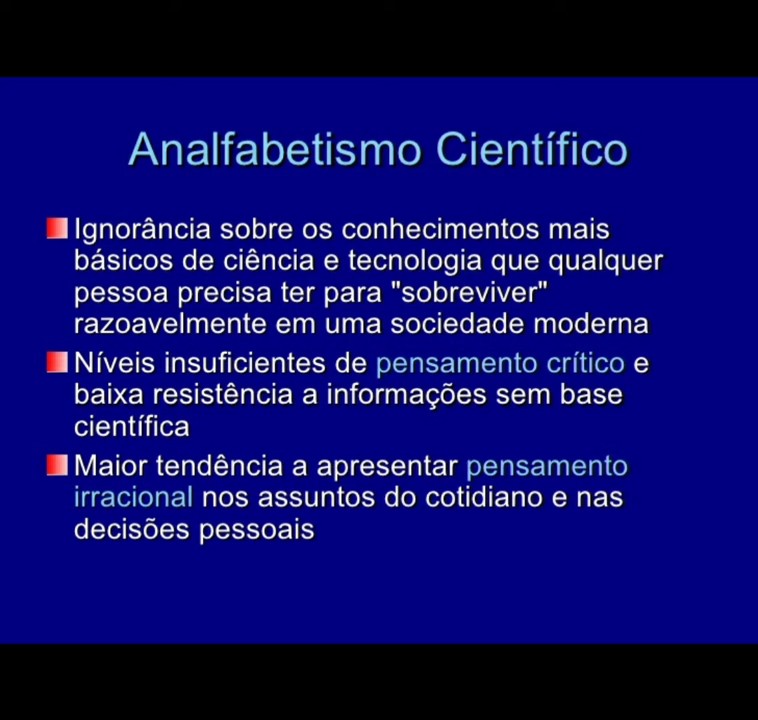 Analfabetismo Científico
Ignorância sobre os conhecimentos mais
básicos de ciência e tecnologia que qualquer
pessoa precisa ter para "sobreviver"
razoavelmente em uma sociedade moderna
Níveis insuficientes de pensamento crítico e
baixa resistência a informações sem base
científica
Maior tendência a apresentar pensamento
irracional nos assuntos do cotidiano e nas
decisões pessoais